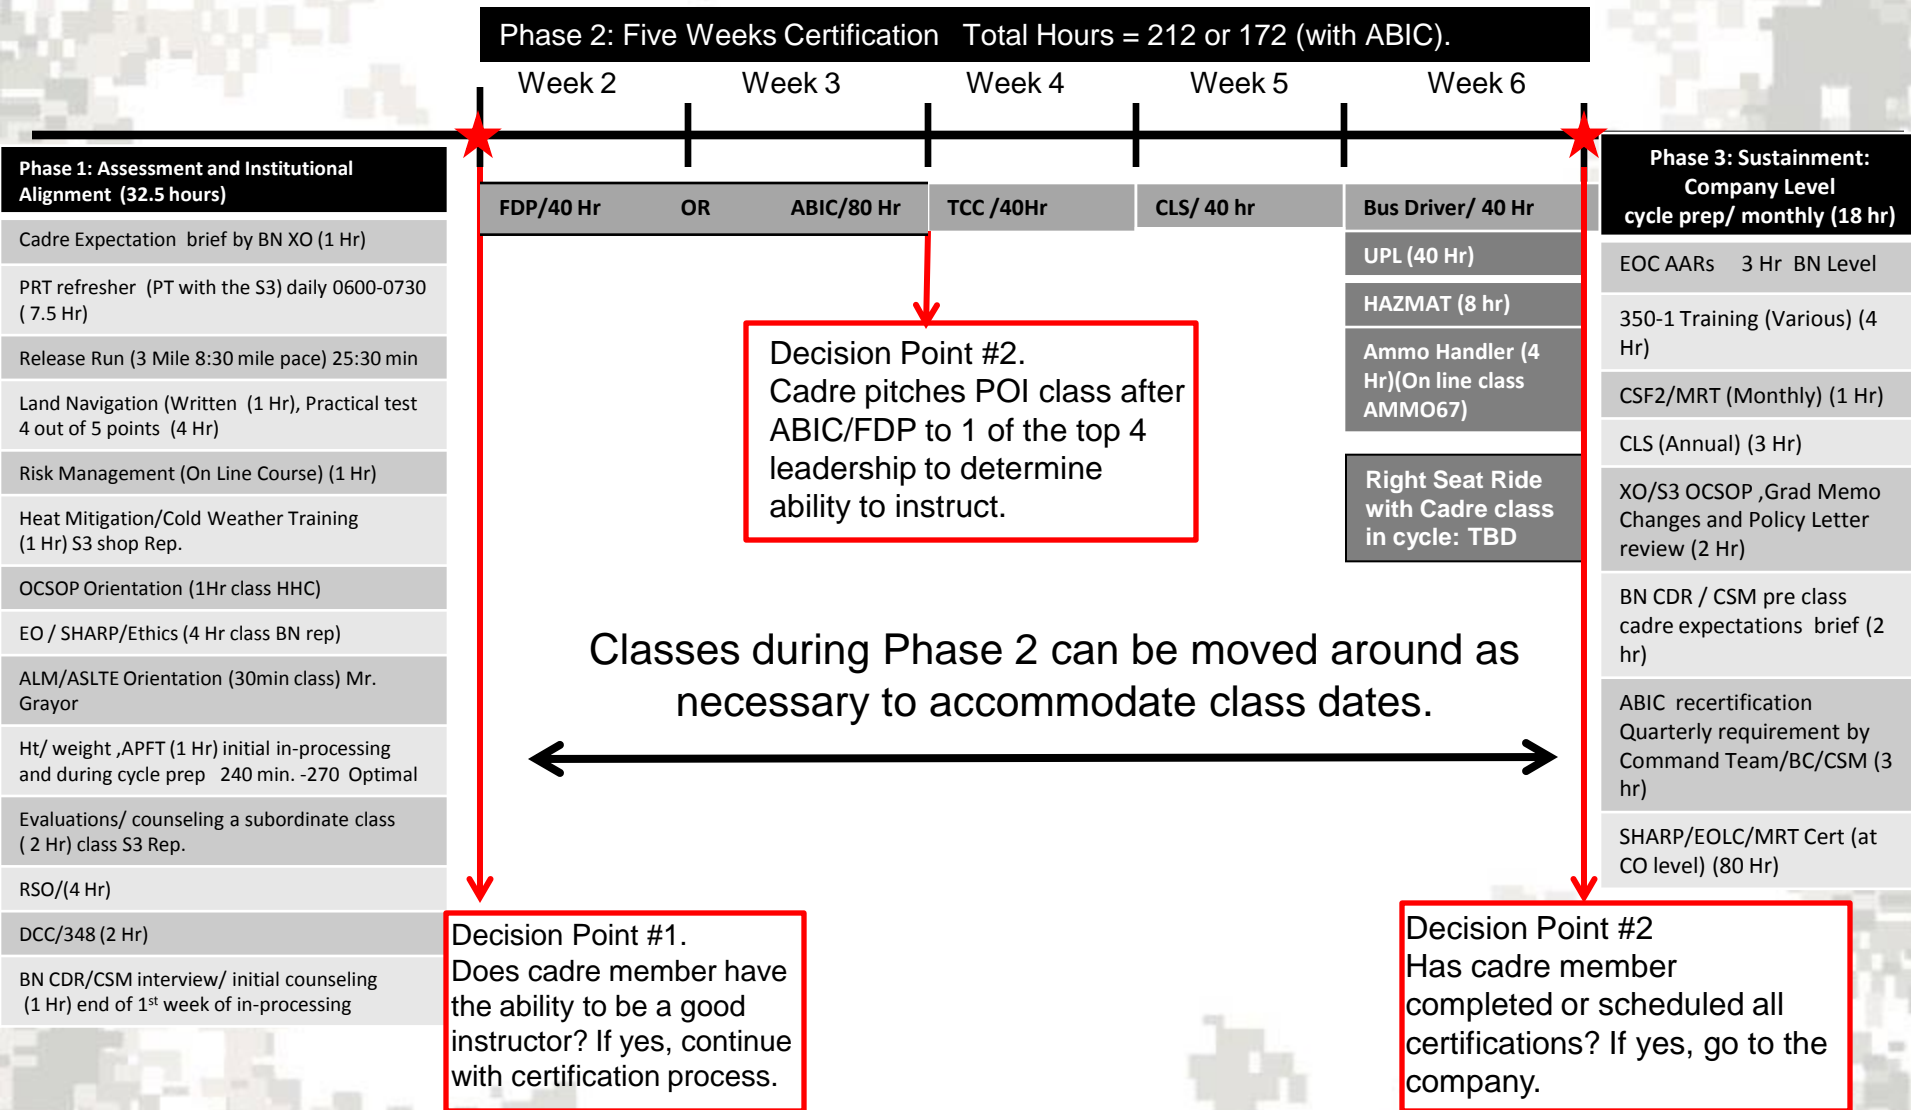 Phase 2: Five Weeks Certification   Total Hours = 212 or 172 (with ABIC).
Week 2
Week 3
Week 4
Week 5
Week 6
Phase 1: Assessment and Institutional
Alignment (32.5 hours)
Cadre Expectation brief by BN XO (1 Hr)
PRT refresher (PT with the S3) daily 0600-0730
( 7.5 Hr)
Release Run (3 Mile 8:30 mile pace) 25:30 min
Land Navigation (Written (1 Hr), Practical test
4 out of 5 points (4 Hr)
Risk Management (On Line Course) (1 Hr)
Heat Mitigation/Cold Weather Training
(1 Hr) S3 shop Rep.
OCSOP Orientation (1Hr class HHC)
EO / SHARP/Ethics (4 Hr class BN rep)
ALM/ASLTE Orientation (30min class) Mr.
Grayor
Ht/ weight ,APFT (1 Hr) initial in-processing
and during cycle prep 240 min. -270 Optimal
Evaluations/ counseling a subordinate class
( 2 Hr) class S3 Rep.
RSO/(4 Hr)
DCC/348 (2 Hr)
BN CDR/CSM interview/ initial counseling
(1 Hr) end of 1st week of in-processing
FDP/40 Hr
OR
ABIC/80 Hr
TCC /40Hr
CLS/ 40 hr
Bus Driver/ 40 Hr
UPL (40 Hr)
HAZMAT (8 hr)
Ammo Handler (4
Hr)(On line class
AMMO67)
Right Seat Ride
with Cadre class
in cycle: TBD
Decision Point #2.
Cadre pitches POI class after
ABIC/FDP to 1 of the top 4
leadership to determine
ability to instruct.
Classes during Phase 2 can be moved around as
necessary to accommodate class dates.
Decision Point #1.
Does cadre member have
the ability to be a good
instructor? If yes, continue
with certification process.
Decision Point #2
Has cadre member
completed or scheduled all
certifications? If yes, go to the
company.
Phase 3: Sustainment:
Company Level
cycle prep/ monthly (18 hr)
EOC AARs 3 Hr BN Level
350-1 Training (Various) (4
Hr)
CSF2/MRT (Monthly) (1 Hr)
CLS (Annual) (3 Hr)
XO/S3 OCSOP ,Grad Memo
Changes and Policy Letter
review (2 Hr)
BN CDR / CSM pre class
cadre expectations brief (2
hr)
ABIC recertification
Quarterly requirement by
Command Team/BC/CSM (3
hr)
SHARP/EOLC/MRT Cert (at
CO level) (80 Hr)